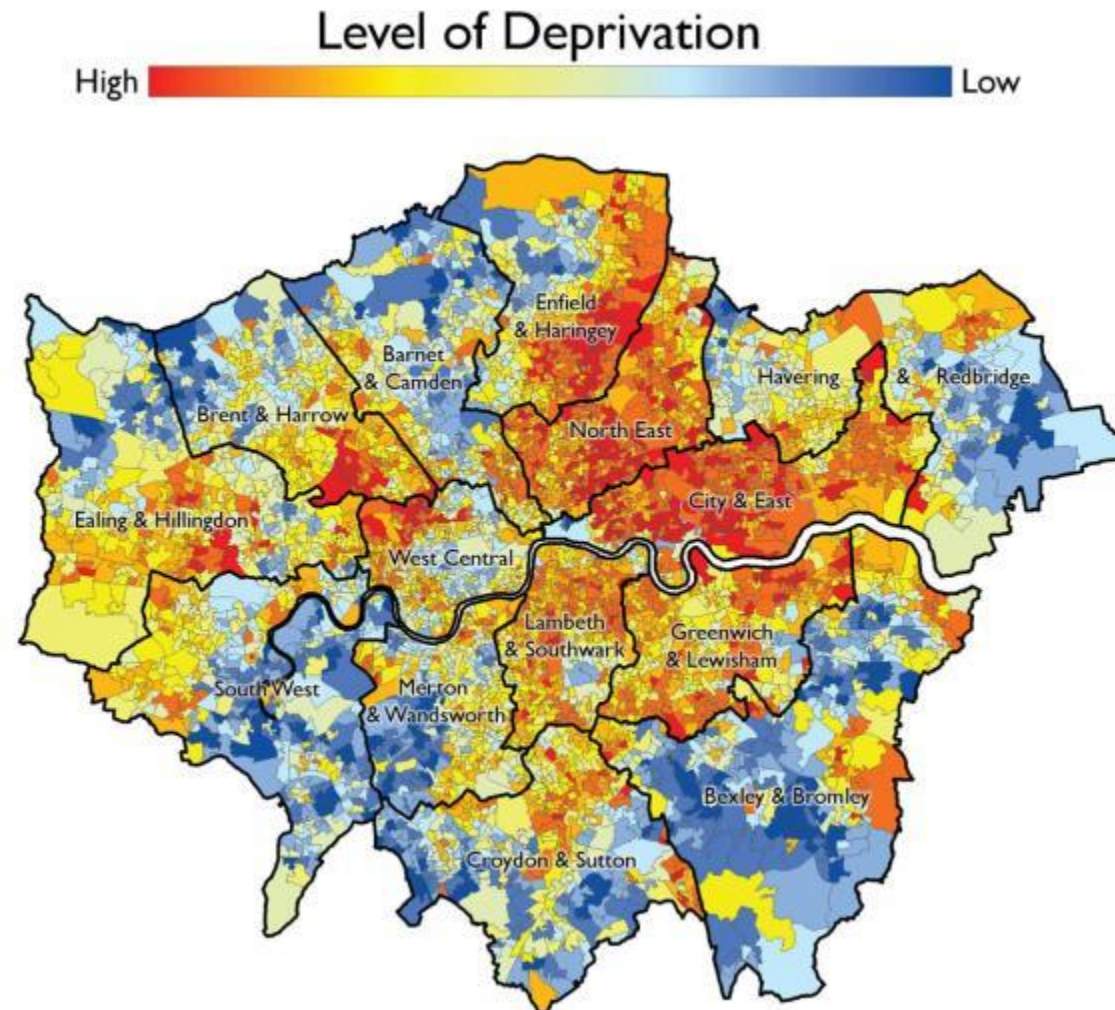 Level of Deprivation
High
Low
Enfield
& Haringey
Barnet
& Camden
Havering
&
Redbridge
Brent & Harrow
North East
City & East
Ealing & Hillingdon
West Central
Lambeth
& Southwark
Greenwich
& Lewisham
South West
Merton
& Wandsworth
Bexley & Bromley
Croydon & Sutton